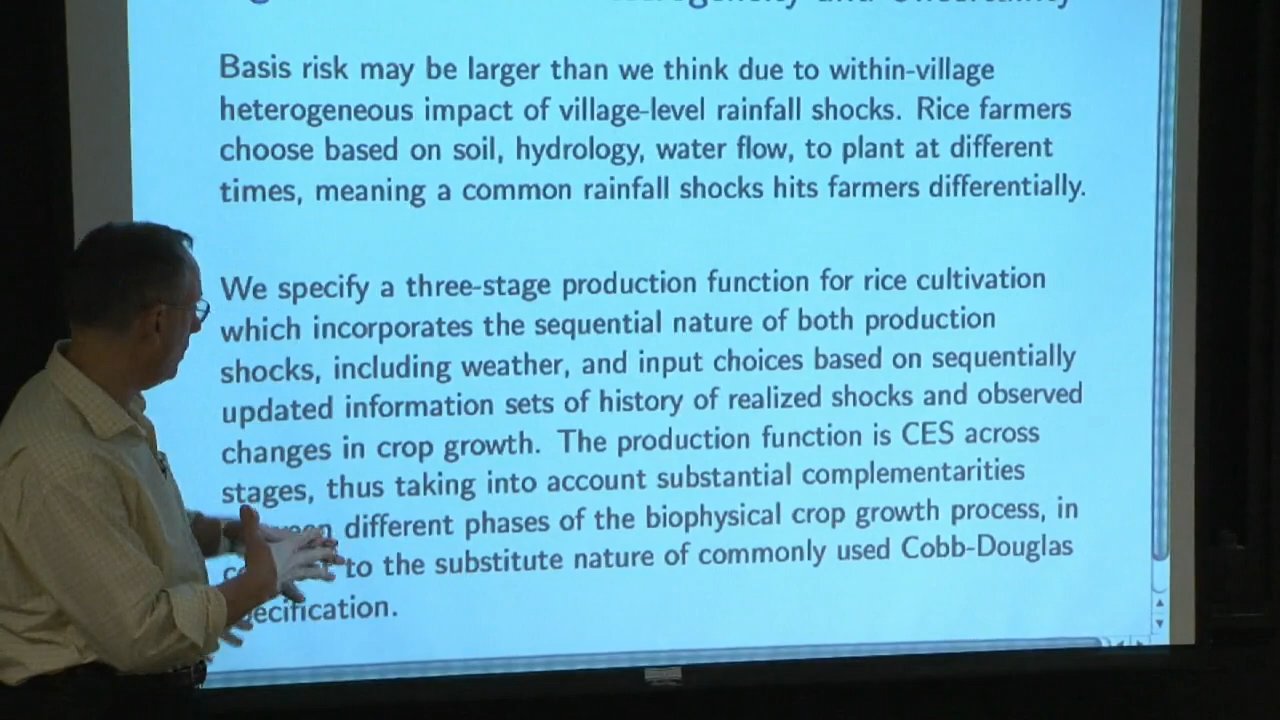 and Uncertainty
Basis risk may be larger than we think due to within-village
heterogeneous impact of village-level rainfall shocks. Rice farmers
choose based on soil, hydrology, water flow, to plant at different
times, meaning a common rainfall shocks hits farmers differentially.
We specify a three-stage production function for rice cultivation
which incorporates the sequential nature of both production
shocks, including weather, and input choices based on sequentially
updated information sets of history of realized shocks and observed
changes in crop growth. The production function is CES across
stages, thus taking into account substantial complementarities
different phases of the biophysical crop growth process, in
to the substitute nature of commonly used Cobb-Douglas
ecification.